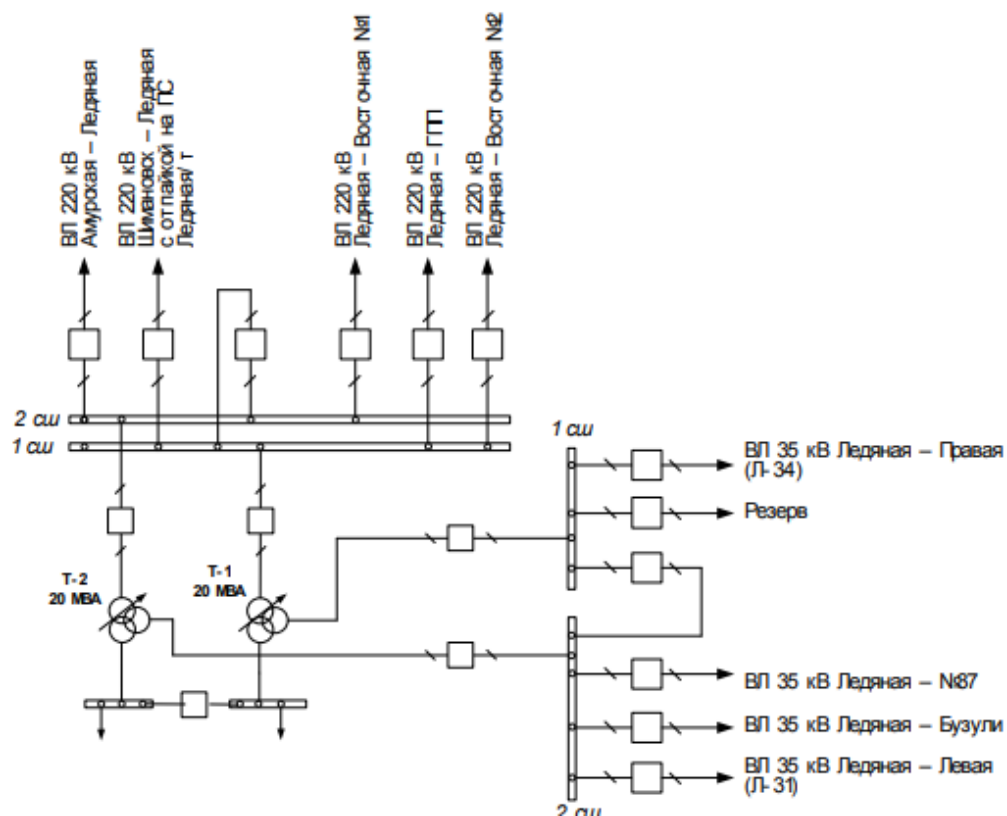 ВЛ 220 кВ
Амурская – Ледяная
ВЛ 220 кВ
Шимановск – Ледяная
с отпайкой на ПС
Ледяная/т
ВЛ 220 кВ
Ледяная – Восточная №1
ВЛ 220 кВ
Ледяная – ГПП
ВЛ 220 кВ
Ледяная – Восточная №2
2 сш
1 сш
Т-2
20 МВА
Т-1
20 МВА
1 сш
ВЛ 35 кВ Ледяная – Правая
(Л-34)
Резерв
ВЛ 35 кВ Ледяная – №87
ВЛ 35 кВ Ледяная – Бузули
ВЛ 35 кВ Ледяная – Левая
(Л-31)
2 сш